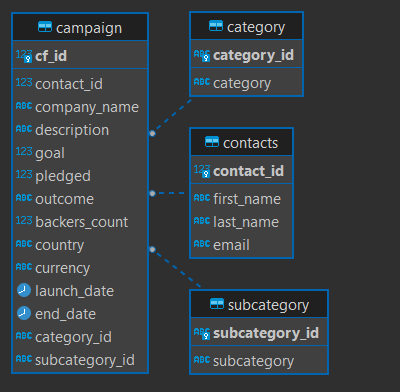 campaign
123 cf_id
123 contact_id
ABC company_name
ABC description
123 goal
123 pledged
ABC outcome
123 backers_count
ABC country
ABC currency
launch_date
end_date
ABC category_id
ABC subcategory_id
category
ABC category_id
ABC category
contacts
123 contact_id
ABC first_name
ABC last_name
ABC email
subcategory
ABC subcategory_id
ABC subcategory